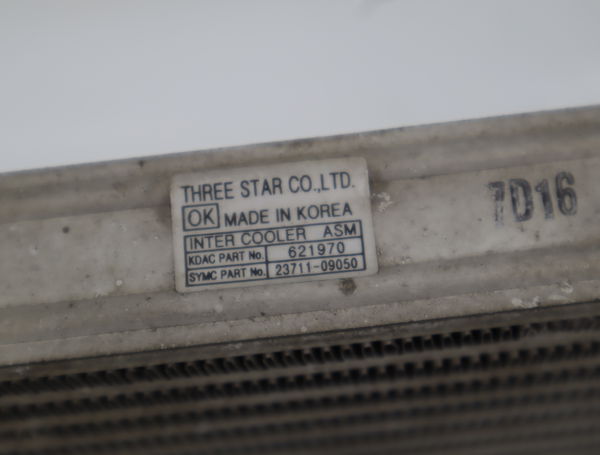 THREE STAR CO.,LTD.
OK MADE IN KOREA
INTER COOLER ASM
KDAC PART No. 621970
SYMC PART No. 23711-09050
7D16